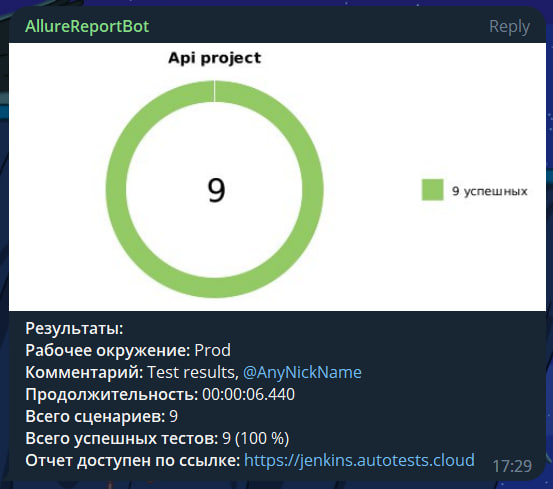 AllureReportBot Reply
Api project
9
9 успешных
Результаты:
Рабочее окружение: Prod
Комментарий: Test results, @AnyNickName
Продолжительность: 00:00:06.440
Всего сценариев: 9
Всего успешных тестов: 9 (100 %)
Отчет доступен по ссылке: https://jenkins.autotests.cloud
17:29